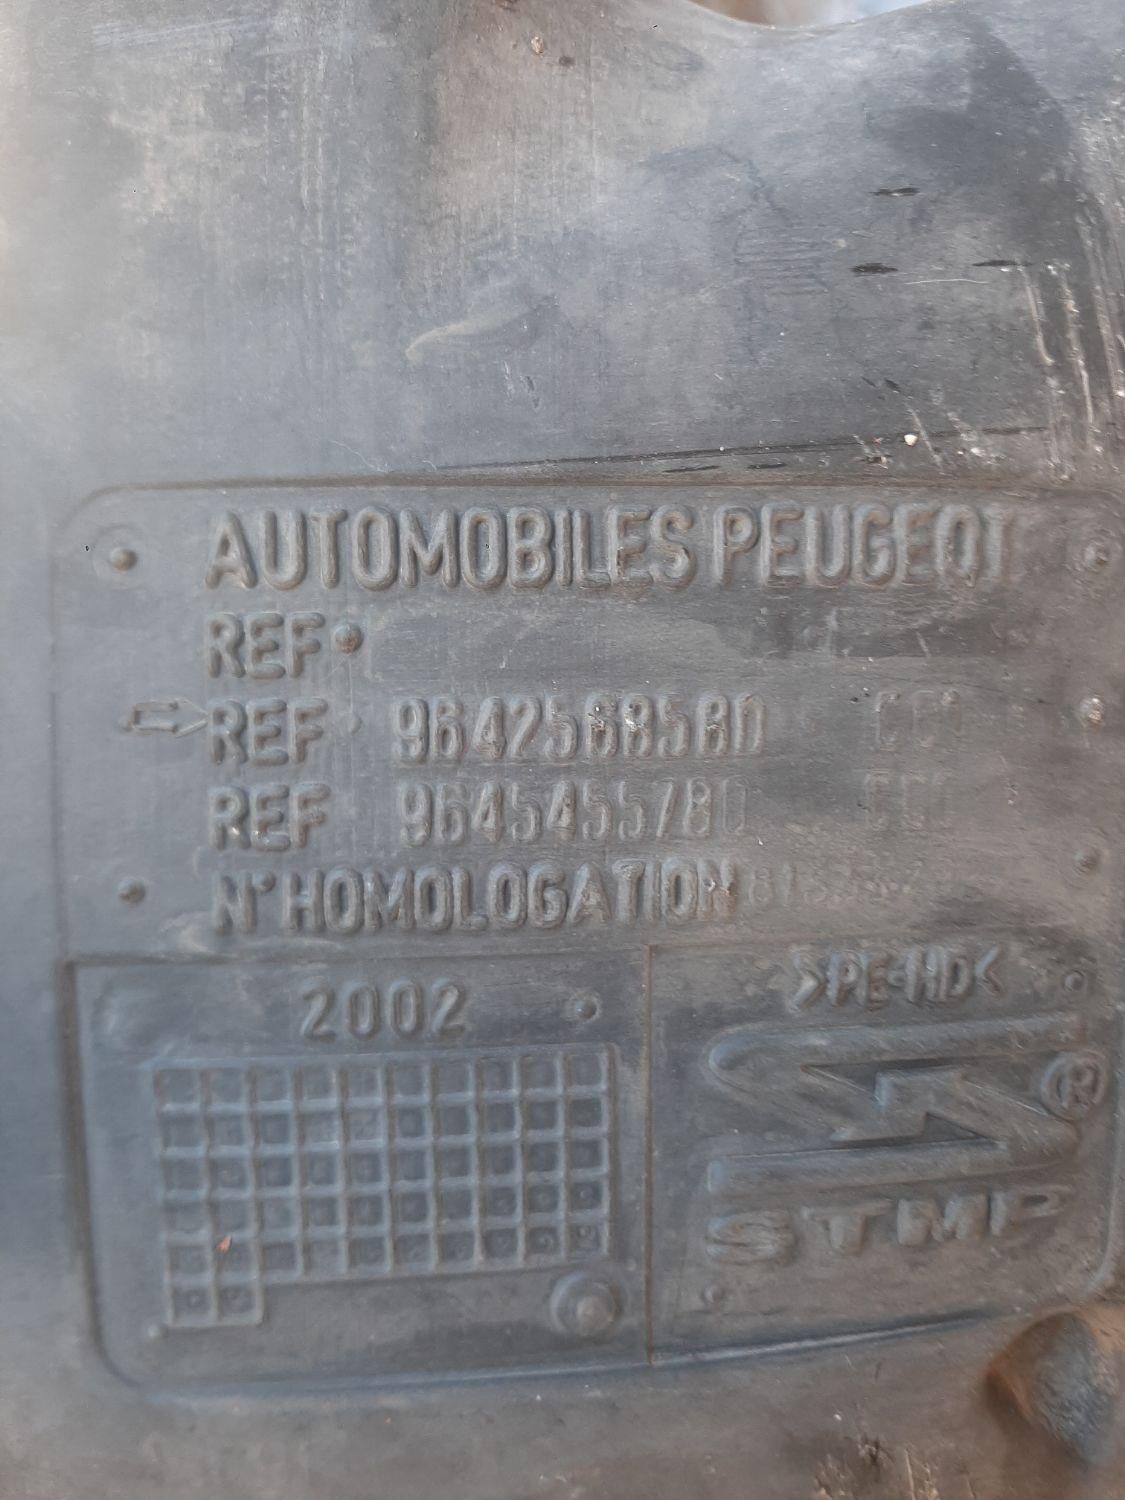 AUTOMOBILES PEUGEOT
REF
REF 9642568580
REF 9645455780
N°HOMOLOGATION
2002
>PE-HD<
®
STMP